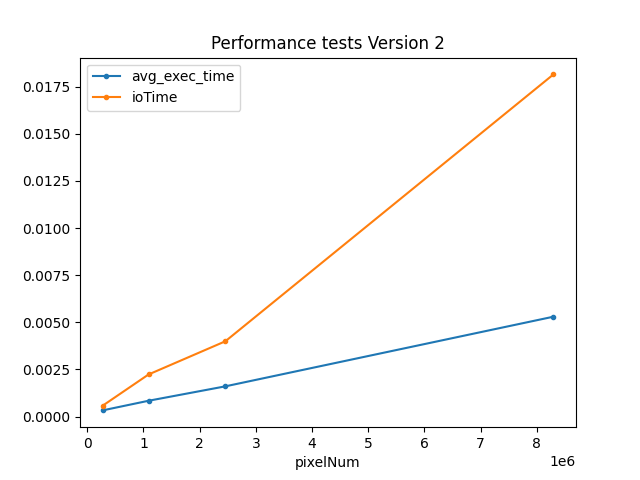 Performance tests Version 2
avg_exec_time
ioTime
0.0175
0.0150
0.0125
0.0100
0.0075
0.0050
0.0025
0.0000
0 1 2 3 4 5 6 7 8
pixelNum
1e6